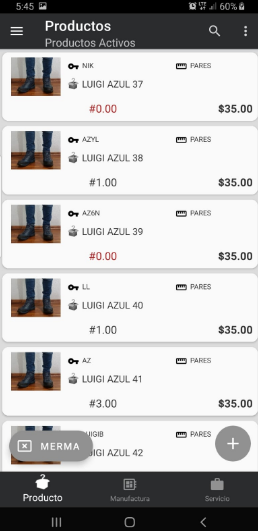 5:45
60%
Productos
Productos Activos
NIK PARES
LUIGI AZUL 37
#0.00 $35.00
AZYL PARES
LUIGI AZUL 38
#1.00 $35.00
AZ6N PARES
LUIGI AZUL 39
#0.00 $35.00
LL PARES
LUIGI AZUL 40
#1.00 $35.00
AZ PARES
LUIGI AZUL 41
#3.00 $35.00
UIGIB PARES
LUIGI AZUL 42
MERMA
Producto Manufactura Servicio